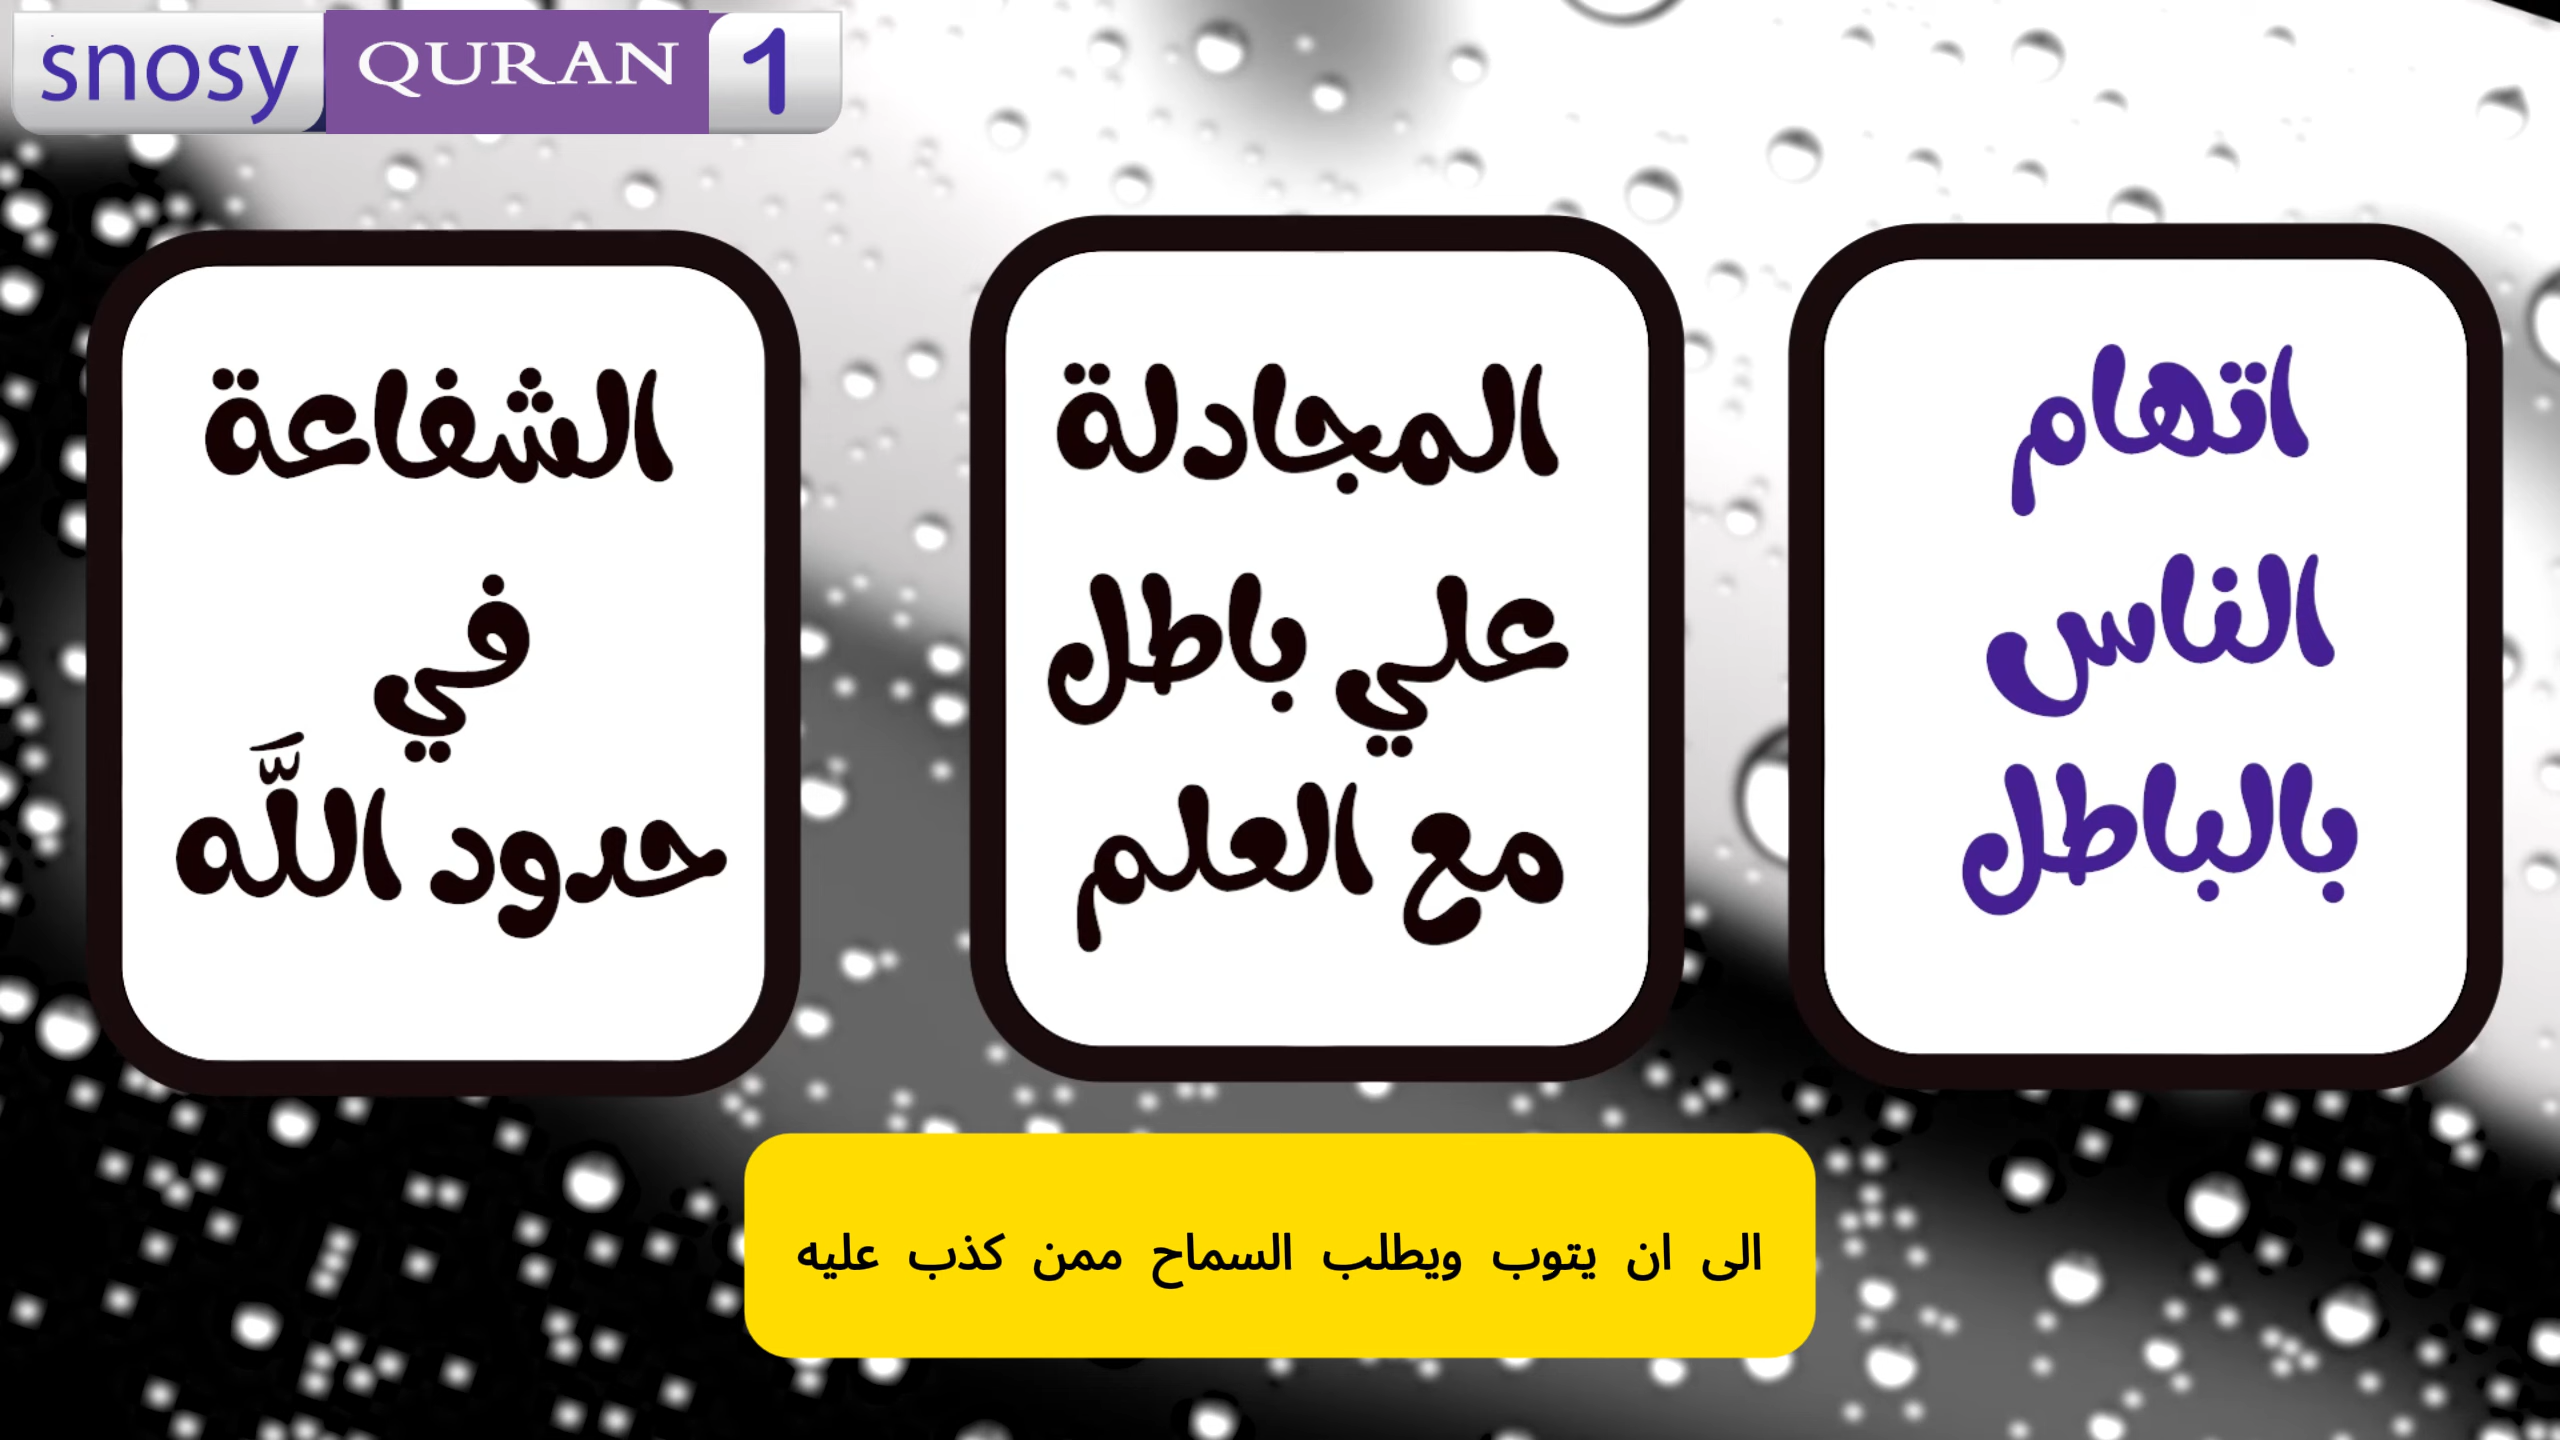 snosy QURAN 1
اتهام
الناس
بالباطل
المجادلة
علي باطل
مع العلم
الشفاعة
في
حدود اللَّه
الى ان يتوب ويطلب السماح ممن كذب عليه